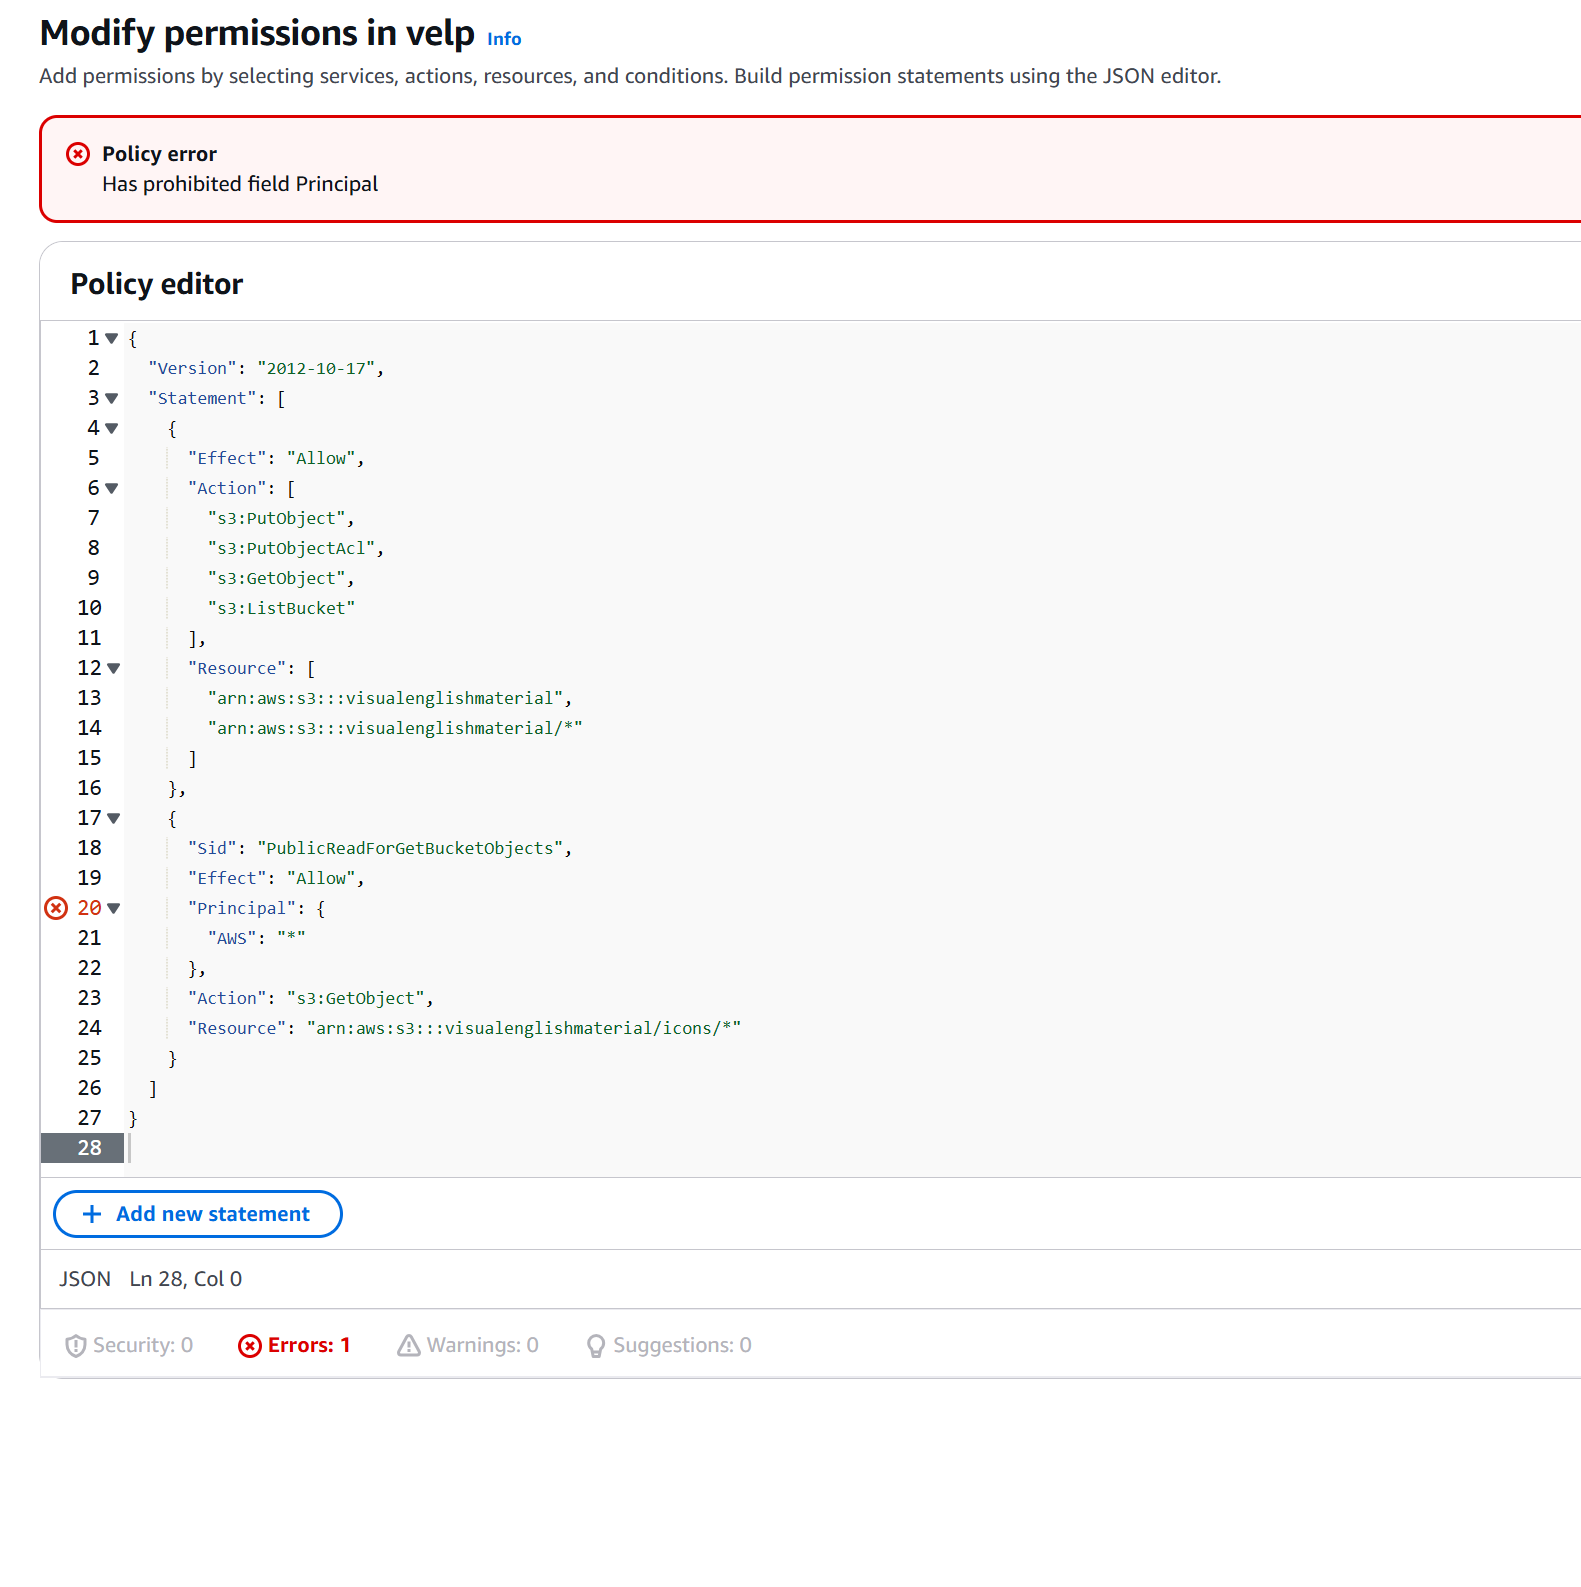 Modify permissions in velp Info
Add permissions by selecting services, actions, resources, and conditions. Build permission statements using the JSON editor.
Policy error
Has prohibited field Principal
Policy editor
1 {
2   "Version": "2012-10-17",
3   "Statement": [
4     {
5       "Effect": "Allow",
6       "Action": [
7         "s3:PutObject",
8         "s3:PutObjectAcl",
9         "s3:GetObject",
10         "s3:ListBucket"
11       ],
12       "Resource": [
13         "arn:aws:s3:::visualenglishmaterial",
14         "arn:aws:s3:::visualenglishmaterial/*"
15       ]
16     },
17     {
18       "Sid": "PublicReadForGetBucketObjects",
19       "Effect": "Allow",
20       "Principal": {
21         "AWS": "*"
22       },
23       "Action": "s3:GetObject",
24       "Resource": "arn:aws:s3:::visualenglishmaterial/icons/*"
25     }
26   ]
27 }
28
+ Add new statement
JSON Ln 28, Col 0
Security: 0 Errors: 1 Warnings: 0 Suggestions: 0